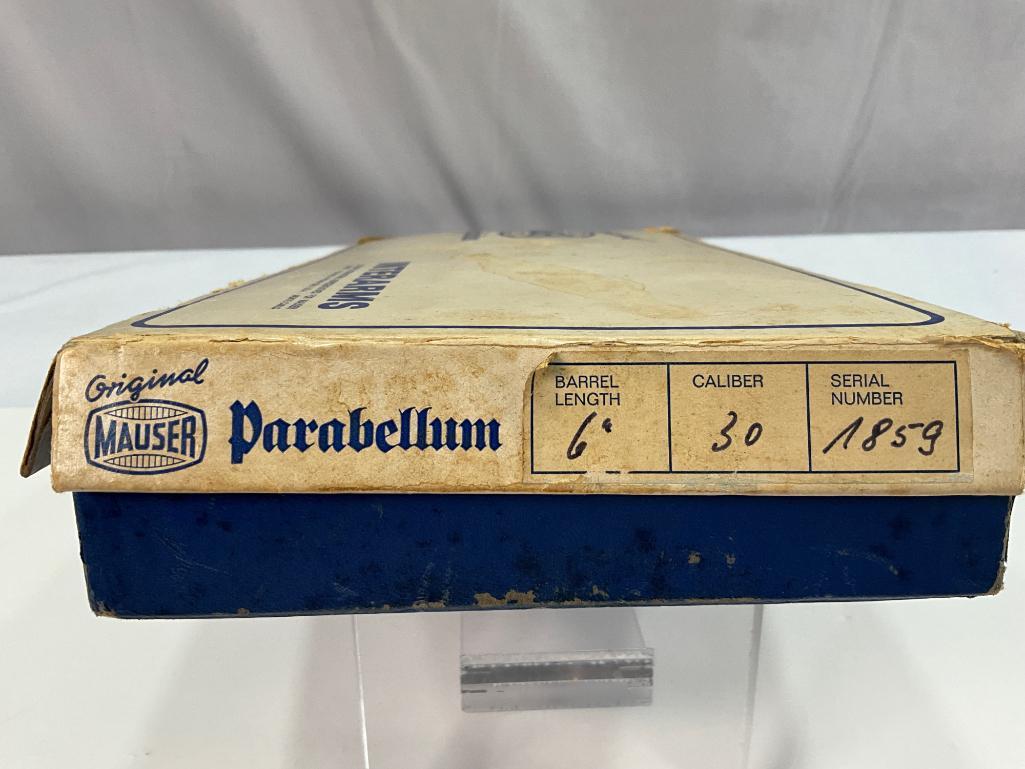 INTERARMS
Original
MAUSER
Parabellum
BARREL LENGTH
6"
CALIBER
30
SERIAL NUMBER
1859